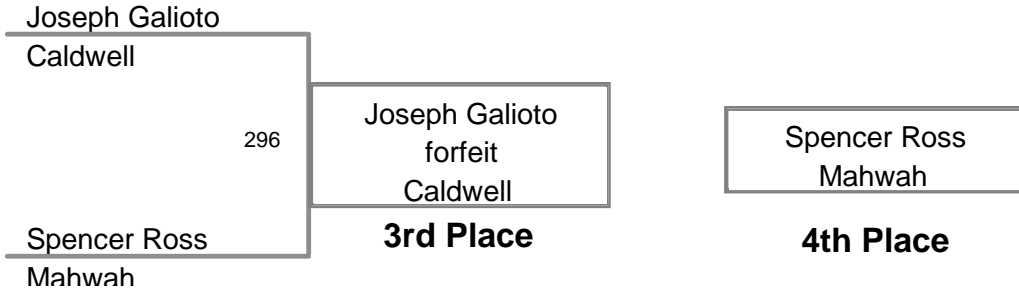 Joseph Galioto
Caldwell
296
Joseph Galioto
forfeit
Caldwell
3rd Place
Spencer Ross
Mahwah
4th Place
Spencer Ross
Mahwah